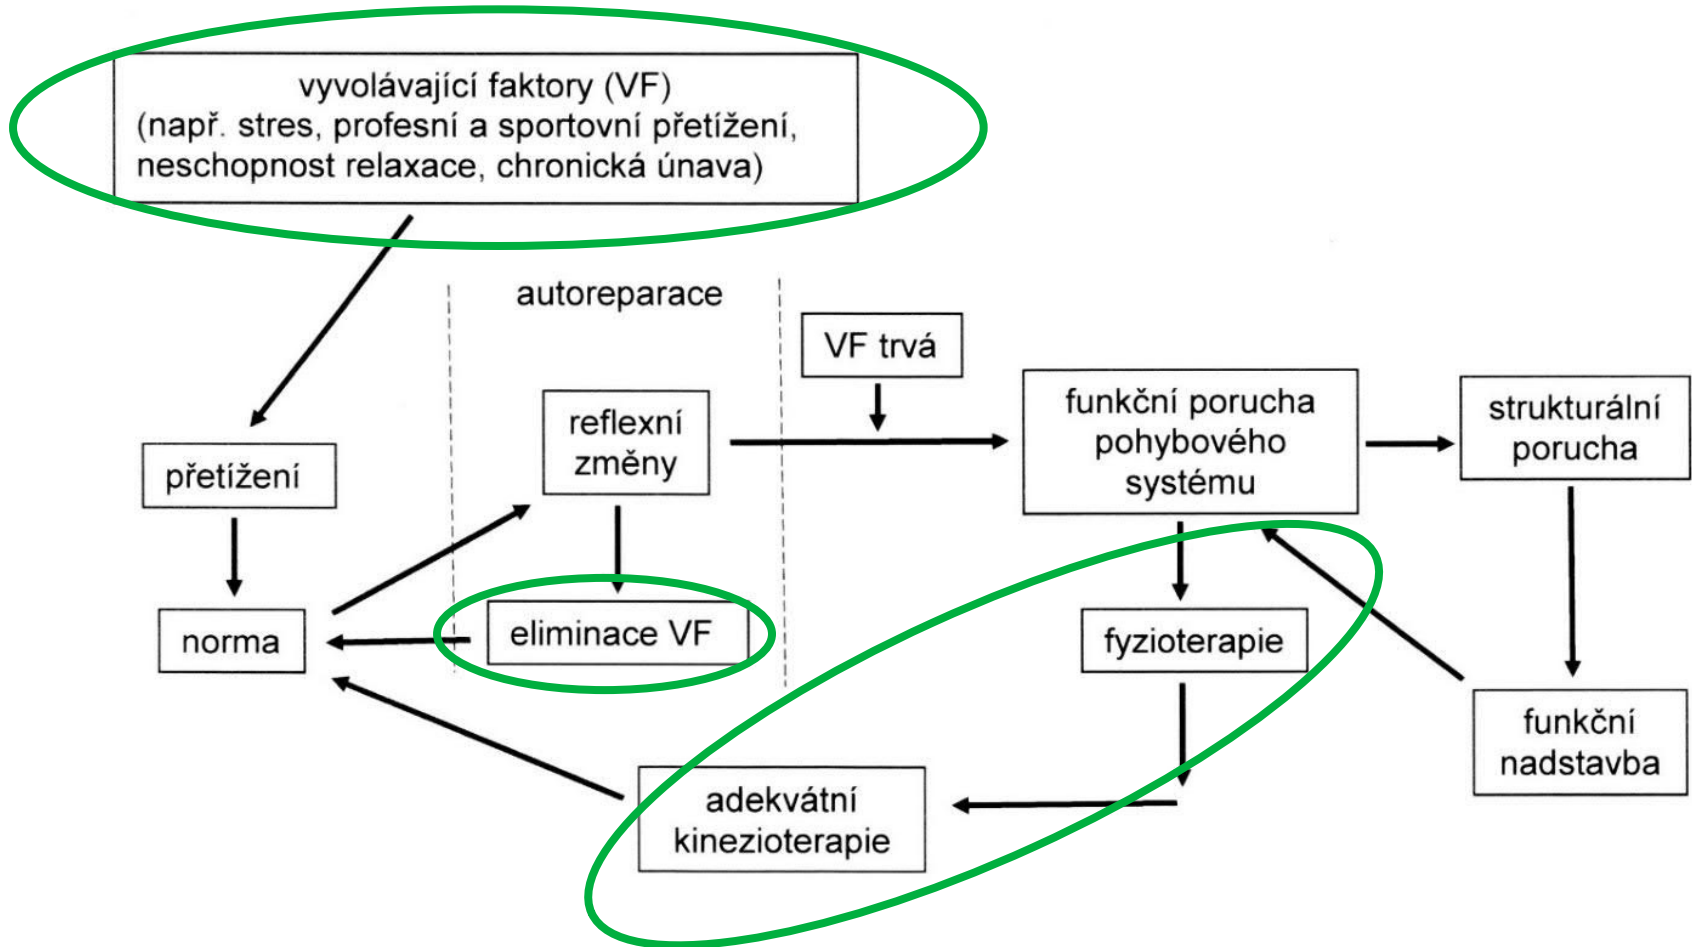 vyvolávající faktory (VF)
(např. stres, profesní a sportovní přetížení,
neschopnost relaxace, chronická únava)
autoreparace
VF trvá
reflexní
změny
funkční porucha
pohybového
systému
strukturální
porucha
přetížení
norma
eliminace VF
fyzioterapie
funkční
nadstavba
adekvátní
kinezioterapie